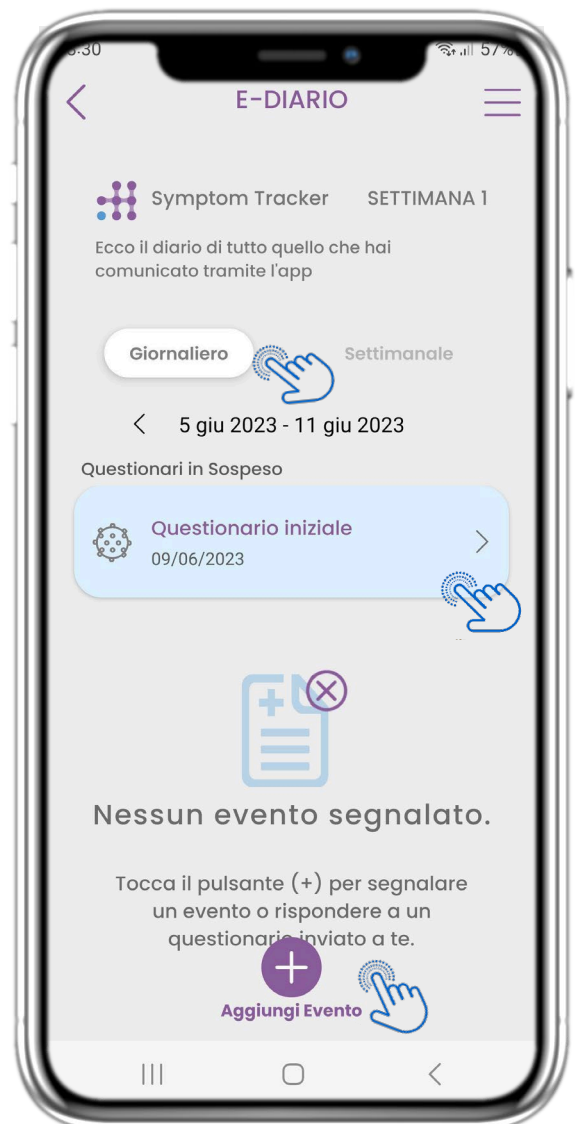 57%
E-DIARIO
Symptom Tracker SETTIMANA 1
Ecco il diario di tutto quello che hai
comunicato tramite l'app
Giornaliero Settimanale
5 giu 2023 - 11 giu 2023
Questionari in Sospeso
Questionario iniziale
09/06/2023
Nessun evento segnalato.
Tocca il pulsante (+) per segnalare
un evento o rispondere a un
questionario inviato a te.
Aggiungi Evento